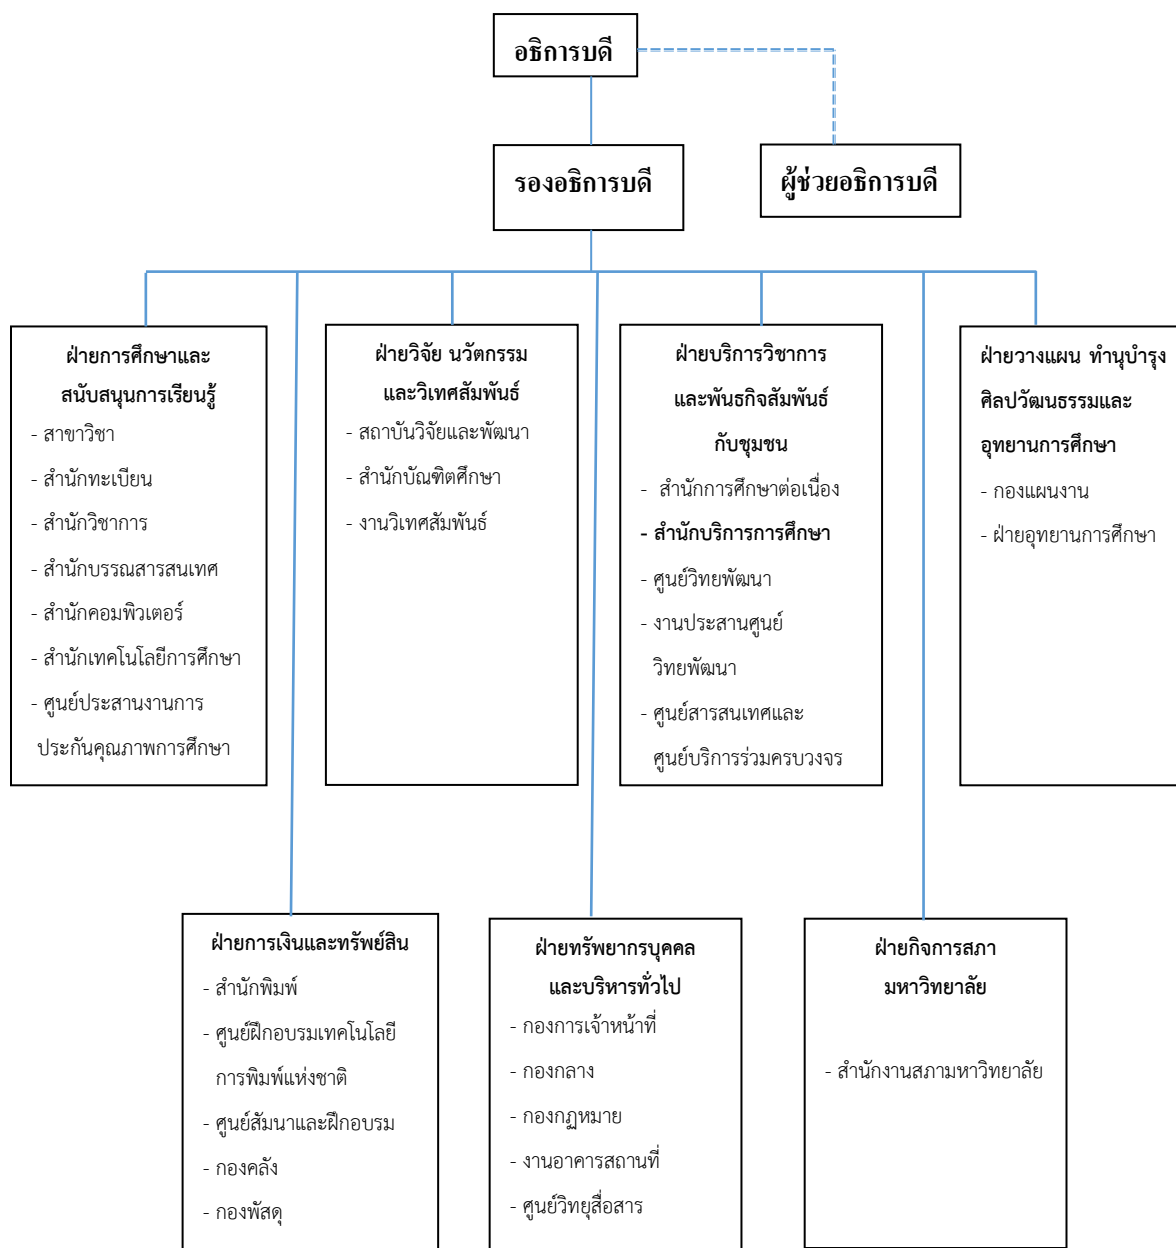 อธิการบดี
รองอธิการบดี
ผู้ช่วยอธิการบดี
ฝ่ายการศึกษาและ
สนับสนุนการเรียนรู้
- สาขาวิชา
- สำนักทะเบียน
- สำนักวิชาการ
- สำนักบรรณสารสนเทศ
- สำนักคอมพิวเตอร์
- สำนักเทคโนโลยีการศึกษา
- ศูนย์ประสานงานการ
ประกันคุณภาพการศึกษา
ฝ่ายวิจัย นวัตกรรม
และวิเทศสัมพันธ์
- สถาบันวิจัยและพัฒนา
- สำนักบัณฑิตศึกษา
- งานวิเทศสัมพันธ์
ฝ่ายบริการวิชาการ
และพันธกิจสัมพันธ์
กับชุมชน
- สำนักการศึกษาต่อเนื่อง
- สำนักบริการการศึกษา
- ศูนย์วิทยพัฒนา
- งานประสานศูนย์
วิทยพัฒนา
- ศูนย์สารสนเทศและ
ศูนย์บริการร่วมครบวงจร
ฝ่ายวางแผน ทำนุบำรุง
ศิลปวัฒนธรรมและ
อุทยานการศึกษา
- กองแผนงาน
- ฝ่ายอุทยานการศึกษา
ฝ่ายการเงินและทรัพย์สิน
- สำนักพิมพ์
- ศูนย์ฝึกอบรมเทคโนโลยี
การพิมพ์แห่งชาติ
- ศูนย์สัมนาและฝึกอบรม
- กองคลัง
- กองพัสดุ
ฝ่ายทรัพยากรบุคคล
และบริหารทั่วไป
- กองการเจ้าหน้าที่
- กองกลาง
- กองกฏหมาย
- งานอาคารสถานที่
- ศูนย์วิทยุสื่อสาร
ฝ่ายกิจการสภา
มหาวิทยาลัย
- สำนักงานสภามหาวิทยาลัย